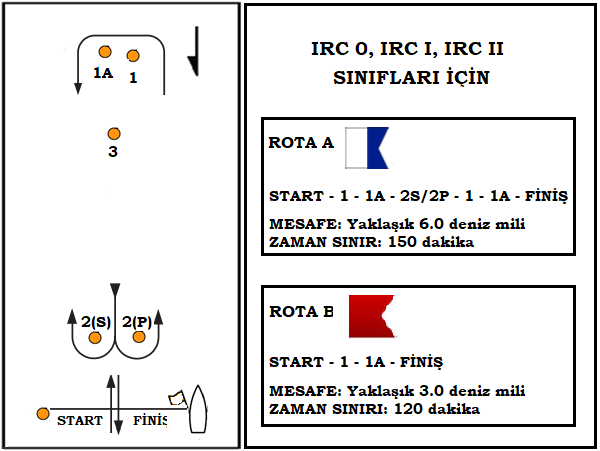 1A
1
3
2(S)
2(P)
START
FİNİŞ
IRC 0, IRC I, IRC II
SINIFLARI İÇİN
ROTA A
START - 1 - 1A - 2S/2P - 1 - 1A - FİNİŞ
MESAFE: Yaklaşık 6.0 deniz mili
ZAMAN SINIR: 150 dakika
ROTA B
START - 1 - 1A - FİNİŞ
MESAFE: Yaklaşık 3.0 deniz mili
ZAMAN SINIRI: 120 dakika